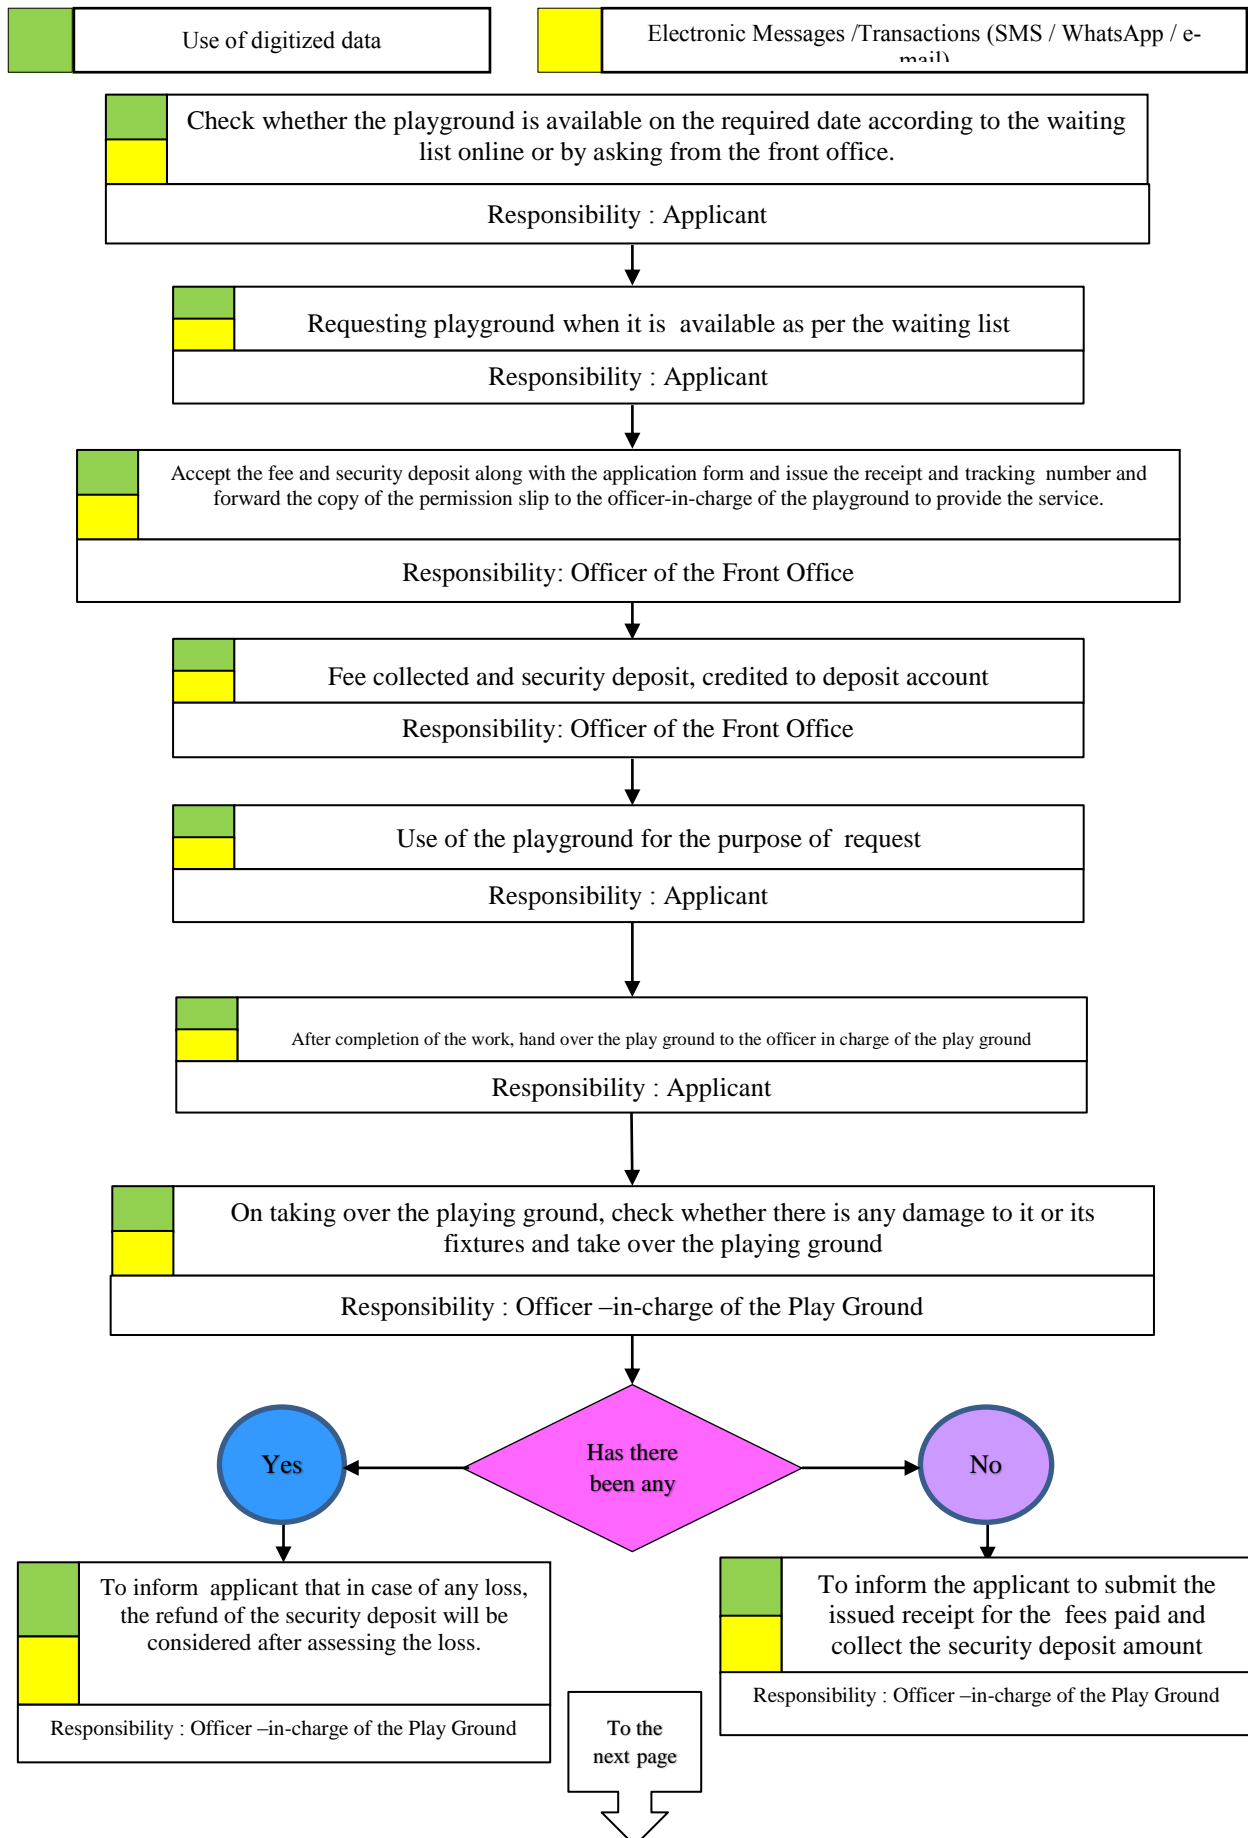 Use of digitized data
Electronic Messages /Transactions (SMS / WhatsApp / e-
mail)
Check whether the playground is available on the required date according to the waiting
list online or by asking from the front office.
Responsibility : Applicant
Requesting playground when it is available as per the waiting list
Responsibility : Applicant
Accept the fee and security deposit along with the application form and issue the receipt and tracking number and
forward the copy of the permission slip to the officer-in-charge of the playground to provide the service.
Responsibility: Officer of the Front Office
Fee collected and security deposit, credited to deposit account
Responsibility: Officer of the Front Office
Use of the playground for the purpose of request
Responsibility : Applicant
After completion of the work, hand over the play ground to the officer in charge of the play ground
Responsibility : Applicant
On taking over the playing ground, check whether there is any damage to it or its
fixtures and take over the playing ground
Responsibility : Officer –in-charge of the Play Ground
Has there
been any
Yes
No
To inform applicant that in case of any loss,
the refund of the security deposit will be
considered after assessing the loss.
Responsibility : Officer –in-charge of the Play Ground
To inform the applicant to submit the
issued receipt for the fees paid and
collect the security deposit amount
Responsibility : Officer –in-charge of the Play Ground
To the
next page